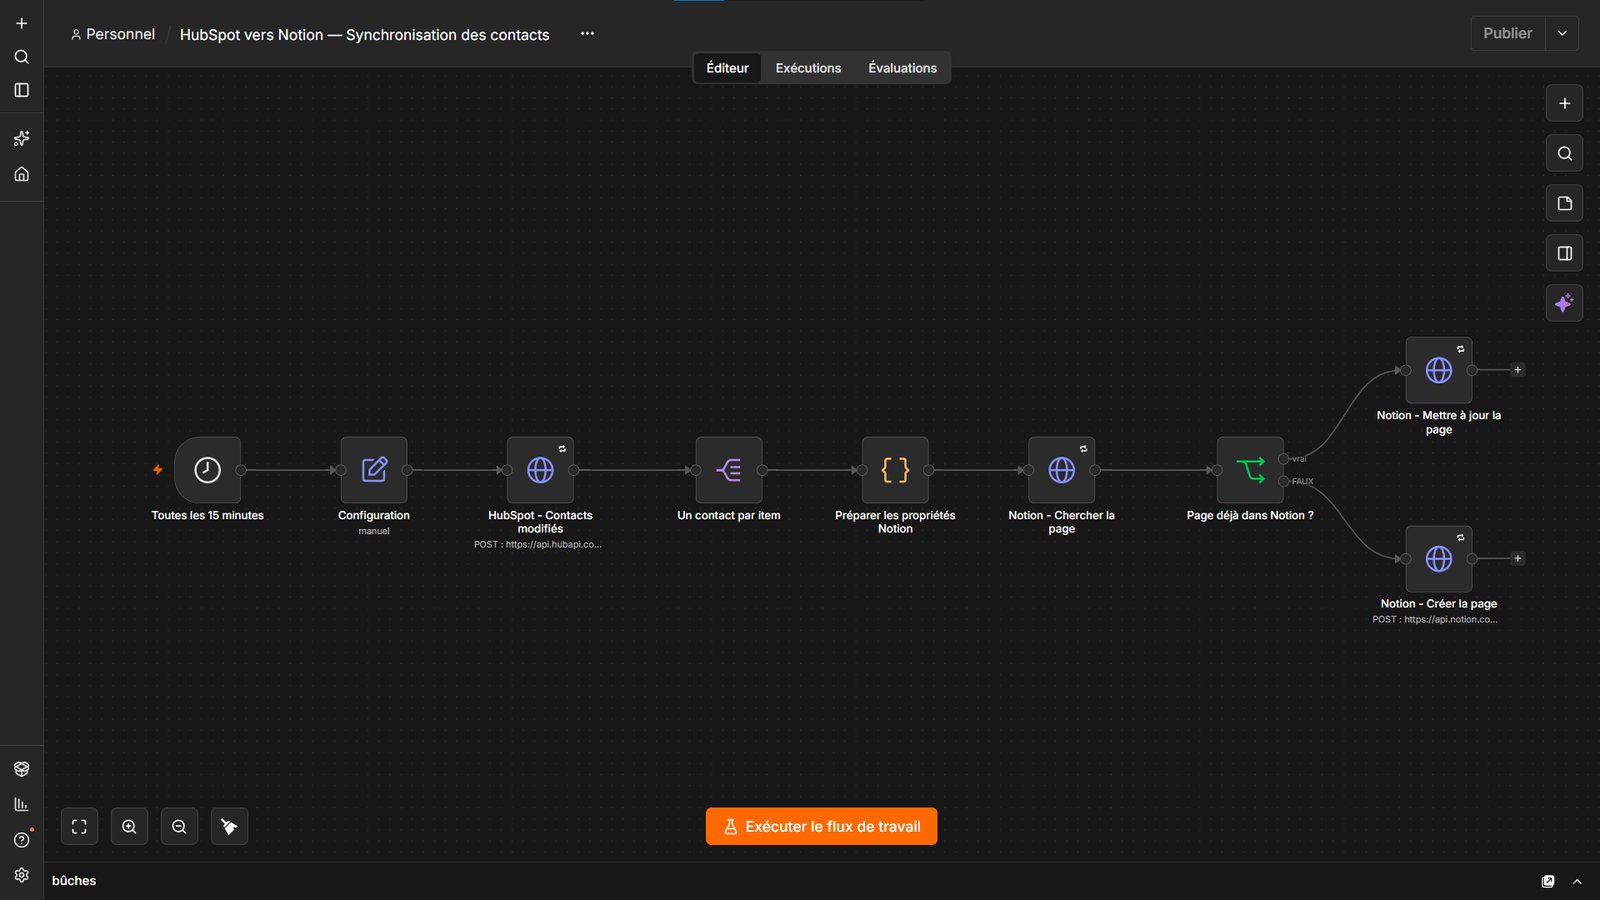 Personnel / HubSpot vers Notion — Synchronisation des contacts ...
Publier
Éditeur Exécutions Évaluations
Notion - Mettre à jour la
page
vrai
FAUX
Toutes les 15 minutes
Configuration
manuel
HubSpot - Contacts
modifiés
POST : https://api.hubapi.co...
Un contact par item
Préparer les propriétés
Notion
Notion - Chercher la
page
Page déjà dans Notion ?
Notion - Créer la page
POST : https://api.notion.co...
Exécuter le flux de travail
bûches